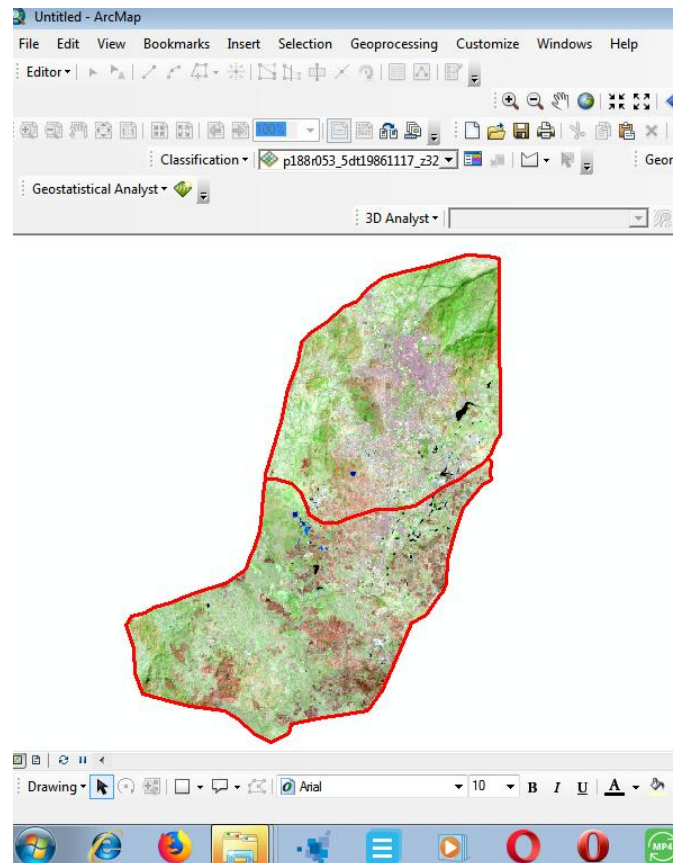 Untitled - ArcMap
File Edit View Bookmarks Insert Selection Geoprocessing Customize Windows Help
Editor
100%
Classification p188r053_5dt19861117_z32 Geor
Geostatistical Analyst
3D Analyst
Drawing Arial 10 B I U A
MP4